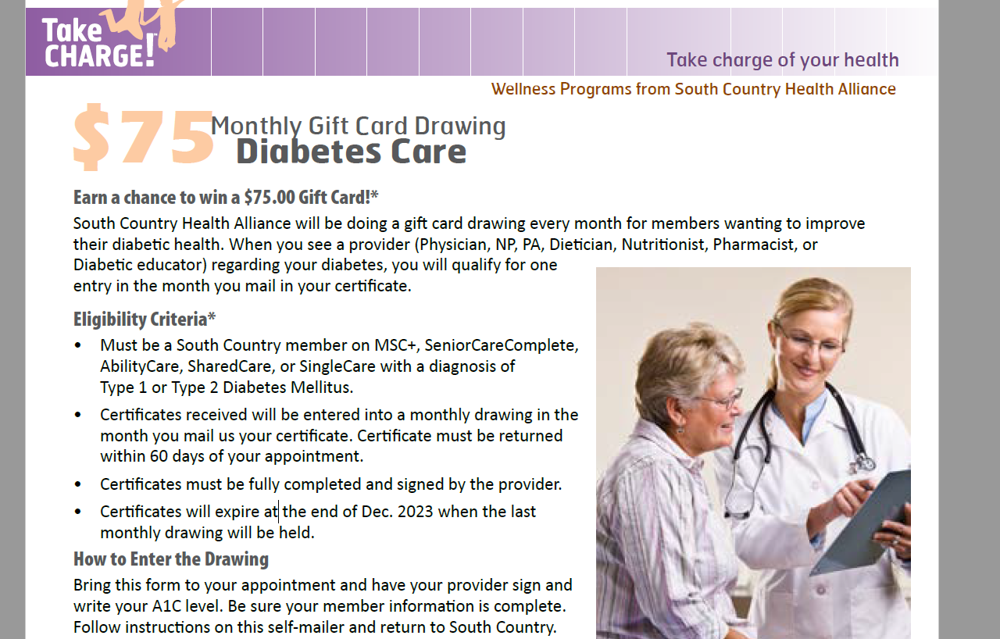 Take
CHARGE!
Take charge of your health
Wellness Programs from South Country Health Alliance
$75 Monthly Gift Card Drawing
Diabetes Care
Earn a chance to win a $75.00 Gift Card!*
South Country Health Alliance will be doing a gift card drawing every month for members wanting to improve
their diabetic health. When you see a provider (Physician, NP, PA, Dietician, Nutritionist, Pharmacist, or
Diabetic educator) regarding your diabetes, you will qualify for one
entry in the month you mail in your certificate.
Eligibility Criteria*
• Must be a South Country member on MSC+, SeniorCareComplete,
AbilityCare, SharedCare, or SingleCare with a diagnosis of
Type 1 or Type 2 Diabetes Mellitus.
• Certificates received will be entered into a monthly drawing in the
month you mail us your certificate. Certificate must be returned
within 60 days of your appointment.
• Certificates must be fully completed and signed by the provider.
• Certificates will expire at the end of Dec. 2023 when the last
monthly drawing will be held.
How to Enter the Drawing
Bring this form to your appointment and have your provider sign and
write your A1C level. Be sure your member information is complete.
Follow instructions on this self-mailer and return to South Country.